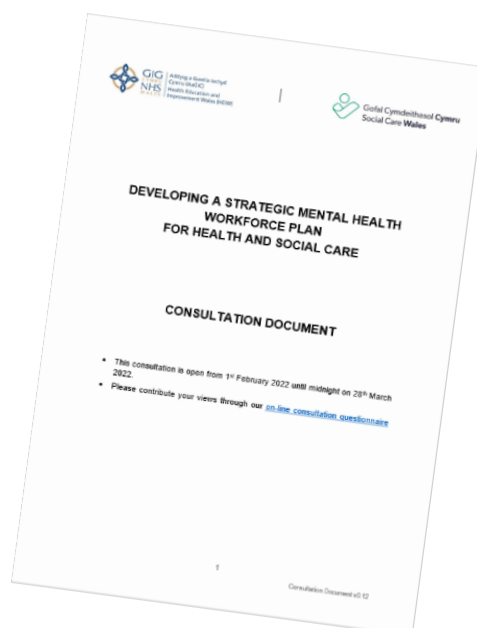 GIG
CYMRU
NHS
WALES
Addysg a Gwella Iechyd
Cymru (AaGIC)
Health Education and
Improvement Wales (HEIW)
Gofal Cymdeithasol Cymru
Social Care Wales
DEVELOPING A STRATEGIC MENTAL HEALTH
WORKFORCE PLAN
FOR HEALTH AND SOCIAL CARE
CONSULTATION DOCUMENT
• This consultation is open from 1st February 2022 until midnight on 28th March
2022.
• Please contribute your views through our on-line consultation questionnaire
1
Consultation Document v0.12